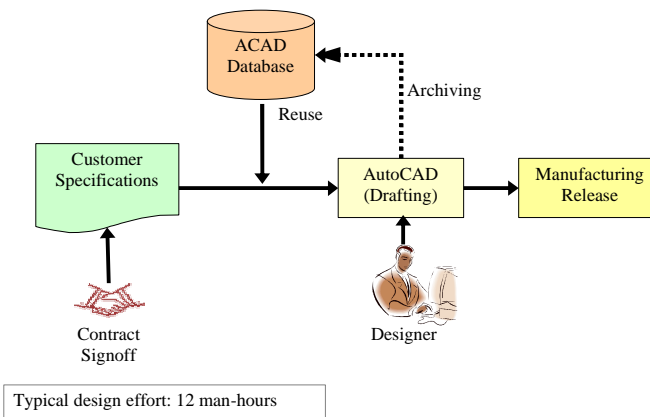 ACAD
Database
Archiving
Reuse
Customer
Specifications
AutoCAD
(Drafting)
Manufacturing
Release
Contract
Signoff
Designer
Typical design effort: 12 man-hours